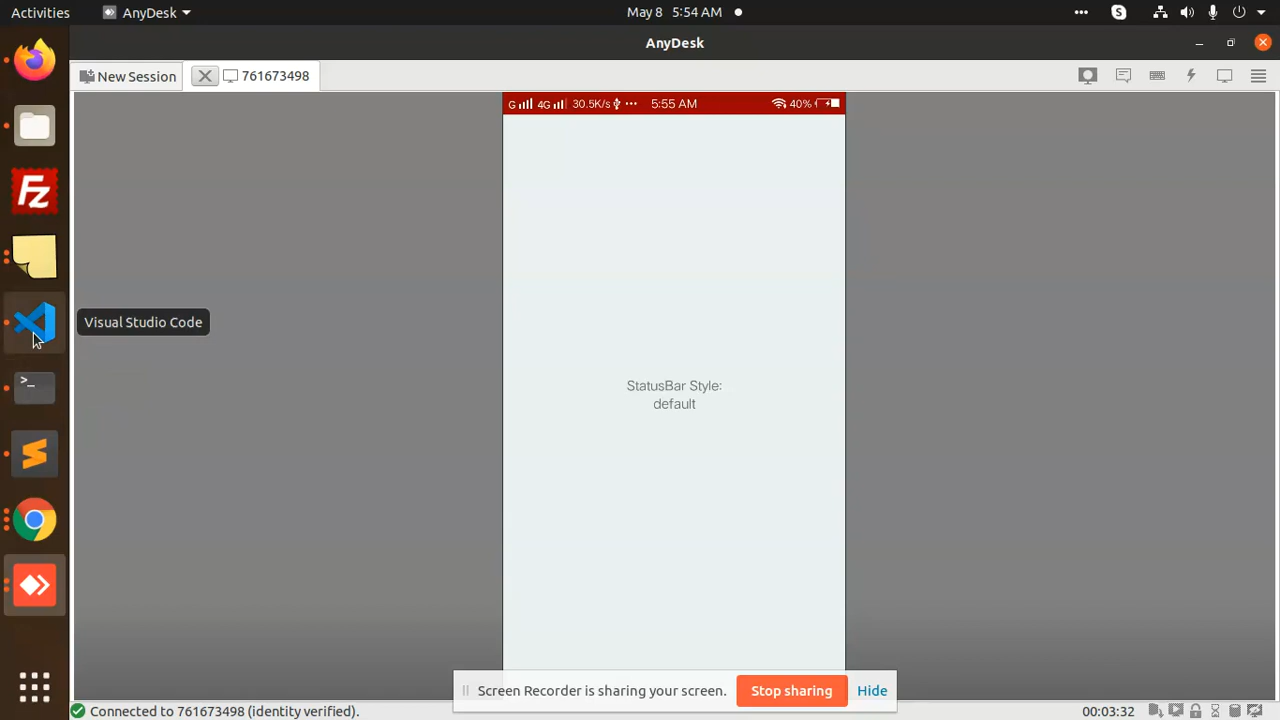 Activities
AnyDesk
May 8 5:54 AM
AnyDesk
New Session
761673498
G 4G 30.5K/s 5:55 AM 40%
Fz
Visual Studio Code
StatusBar Style:
default
>_
Screen Recorder is sharing your screen.
Stop sharing
Hide
Connected to 761673498 (identity verified).
00:03:32